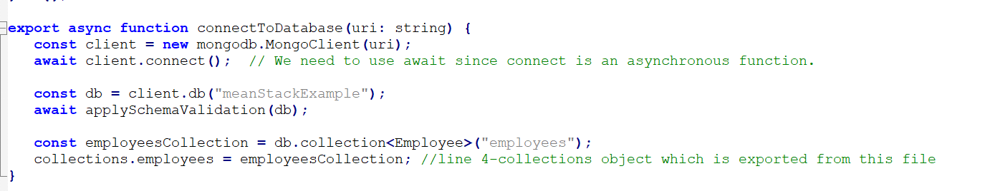 export async function connectToDatabase(uri: string) {
   const client = new mongodb.MongoClient(uri);
   await client.connect();  // We need to use await since connect is an asynchronous function.
   const db = client.db("meanStackExample");
   await applySchemaValidation(db);
   const employeesCollection = db.collection<Employee>("employees");
   collections.employees = employeesCollection; //line 4-collections object which is exported from this file
}